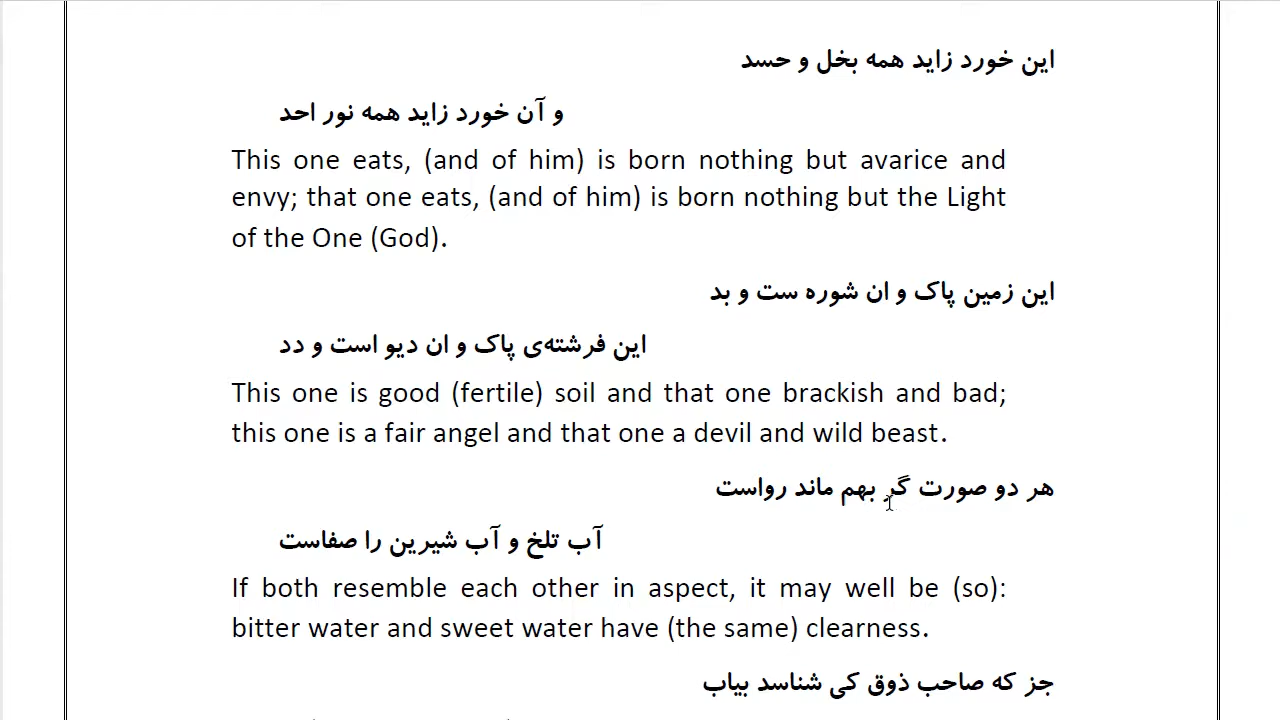 این خورد زاید همه بخل و حسد
و آن خورد زاید همه نور احد
This one eats, (and of him) is born nothing but avarice and
envy; that one eats, (and of him) is born nothing but the Light
of the One (God).
این زمین پاک و ان شوره ست و بد
این فرشته‌ی پاک و ان دیو است و دد
This one is good (fertile) soil and that one brackish and bad;
this one is a fair angel and that one a devil and wild beast.
هر دو صورت گر بهم ماند رواست
آب تلخ و آب شیرین را صفاست
If both resemble each other in aspect, it may well be (so):
bitter water and sweet water have (the same) clearness.
جز که صاحب ذوق کی شناسد بیاب